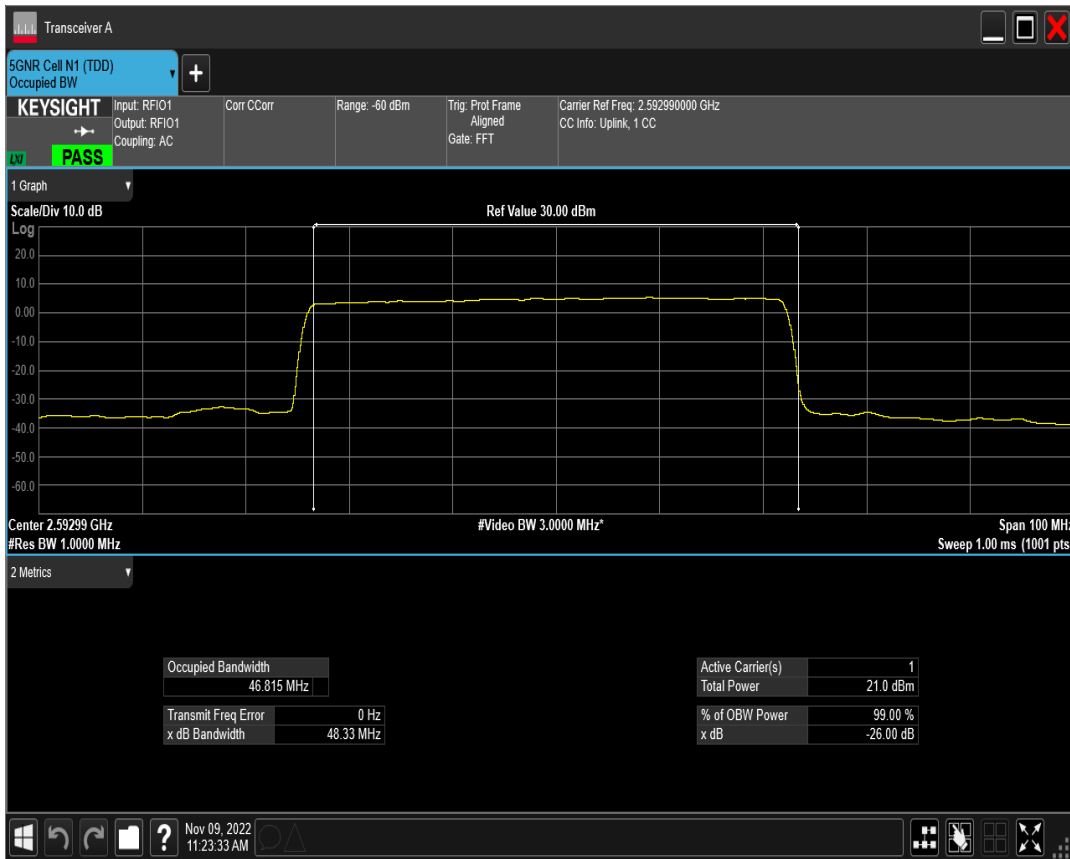 Transceiver A
5GNR Cell N1 (TDD)
Occupied BW
+
KEYSIGHT
LXI
PASS
Input: RFIO1
Output: RFIO1
Coupling: AC
Corr CCorr
Range: -60 dBm
Trig: Prot Frame
Aligned
Gate: FFT
Carrier Ref Freq: 2.592990000 GHz
CC Info: Uplink, 1 CC
1 Graph
Scale/Div 10.0 dB
Ref Value 30.00 dBm
Log
20.0
10.0
0.00
-10.0
-20.0
-30.0
-40.0
-50.0
-60.0
Center 2.59299 GHz
#Video BW 3.0000 MHz*
Span 100 MHz
#Res BW 1.0000 MHz
Sweep 1.00 ms (1001 pts
2 Metrics
Occupied Bandwidth
46.815 MHz
Transmit Freq Error 0 Hz
x dB Bandwidth 48.33 MHz
Active Carrier(s) 1
Total Power 21.0 dBm
% of OBW Power 99.00 %
x dB -26.00 dB
?
Nov 09, 2022
11:23:33 AM